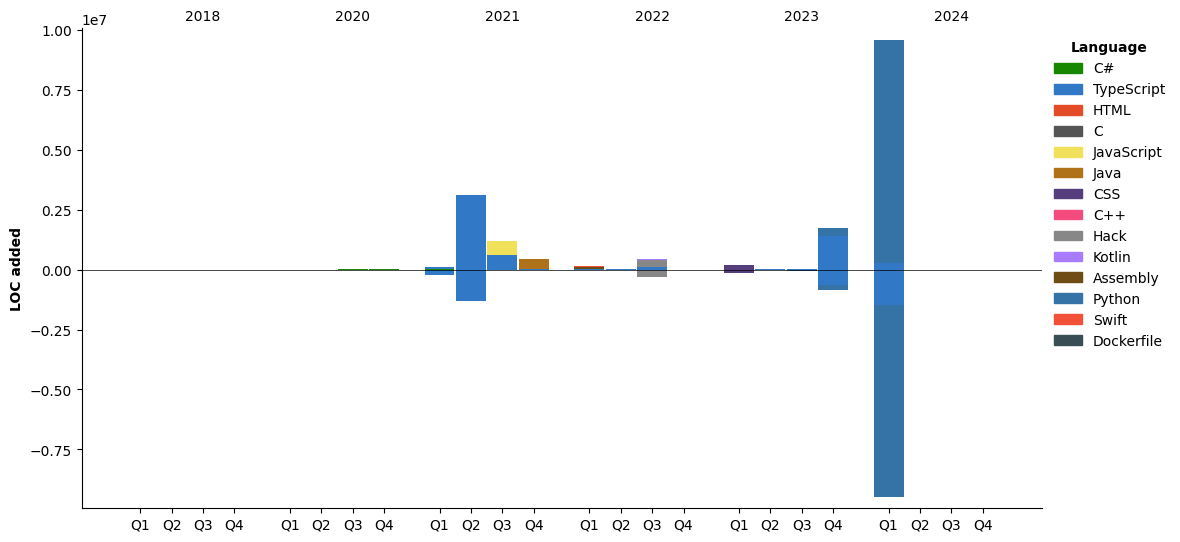 1e7
2018 2020 2021 2022 2023 2024
1.00
0.75
0.50
0.25
0.00
−0.25
−0.50
−0.75
LOC added
Q1 Q2 Q3 Q4 Q1 Q2 Q3 Q4 Q1 Q2 Q3 Q4 Q1 Q2 Q3 Q4 Q1 Q2 Q3 Q4 Q1 Q2 Q3 Q4
Language
C#
TypeScript
HTML
C
JavaScript
Java
CSS
C++
Hack
Kotlin
Assembly
Python
Swift
Dockerfile